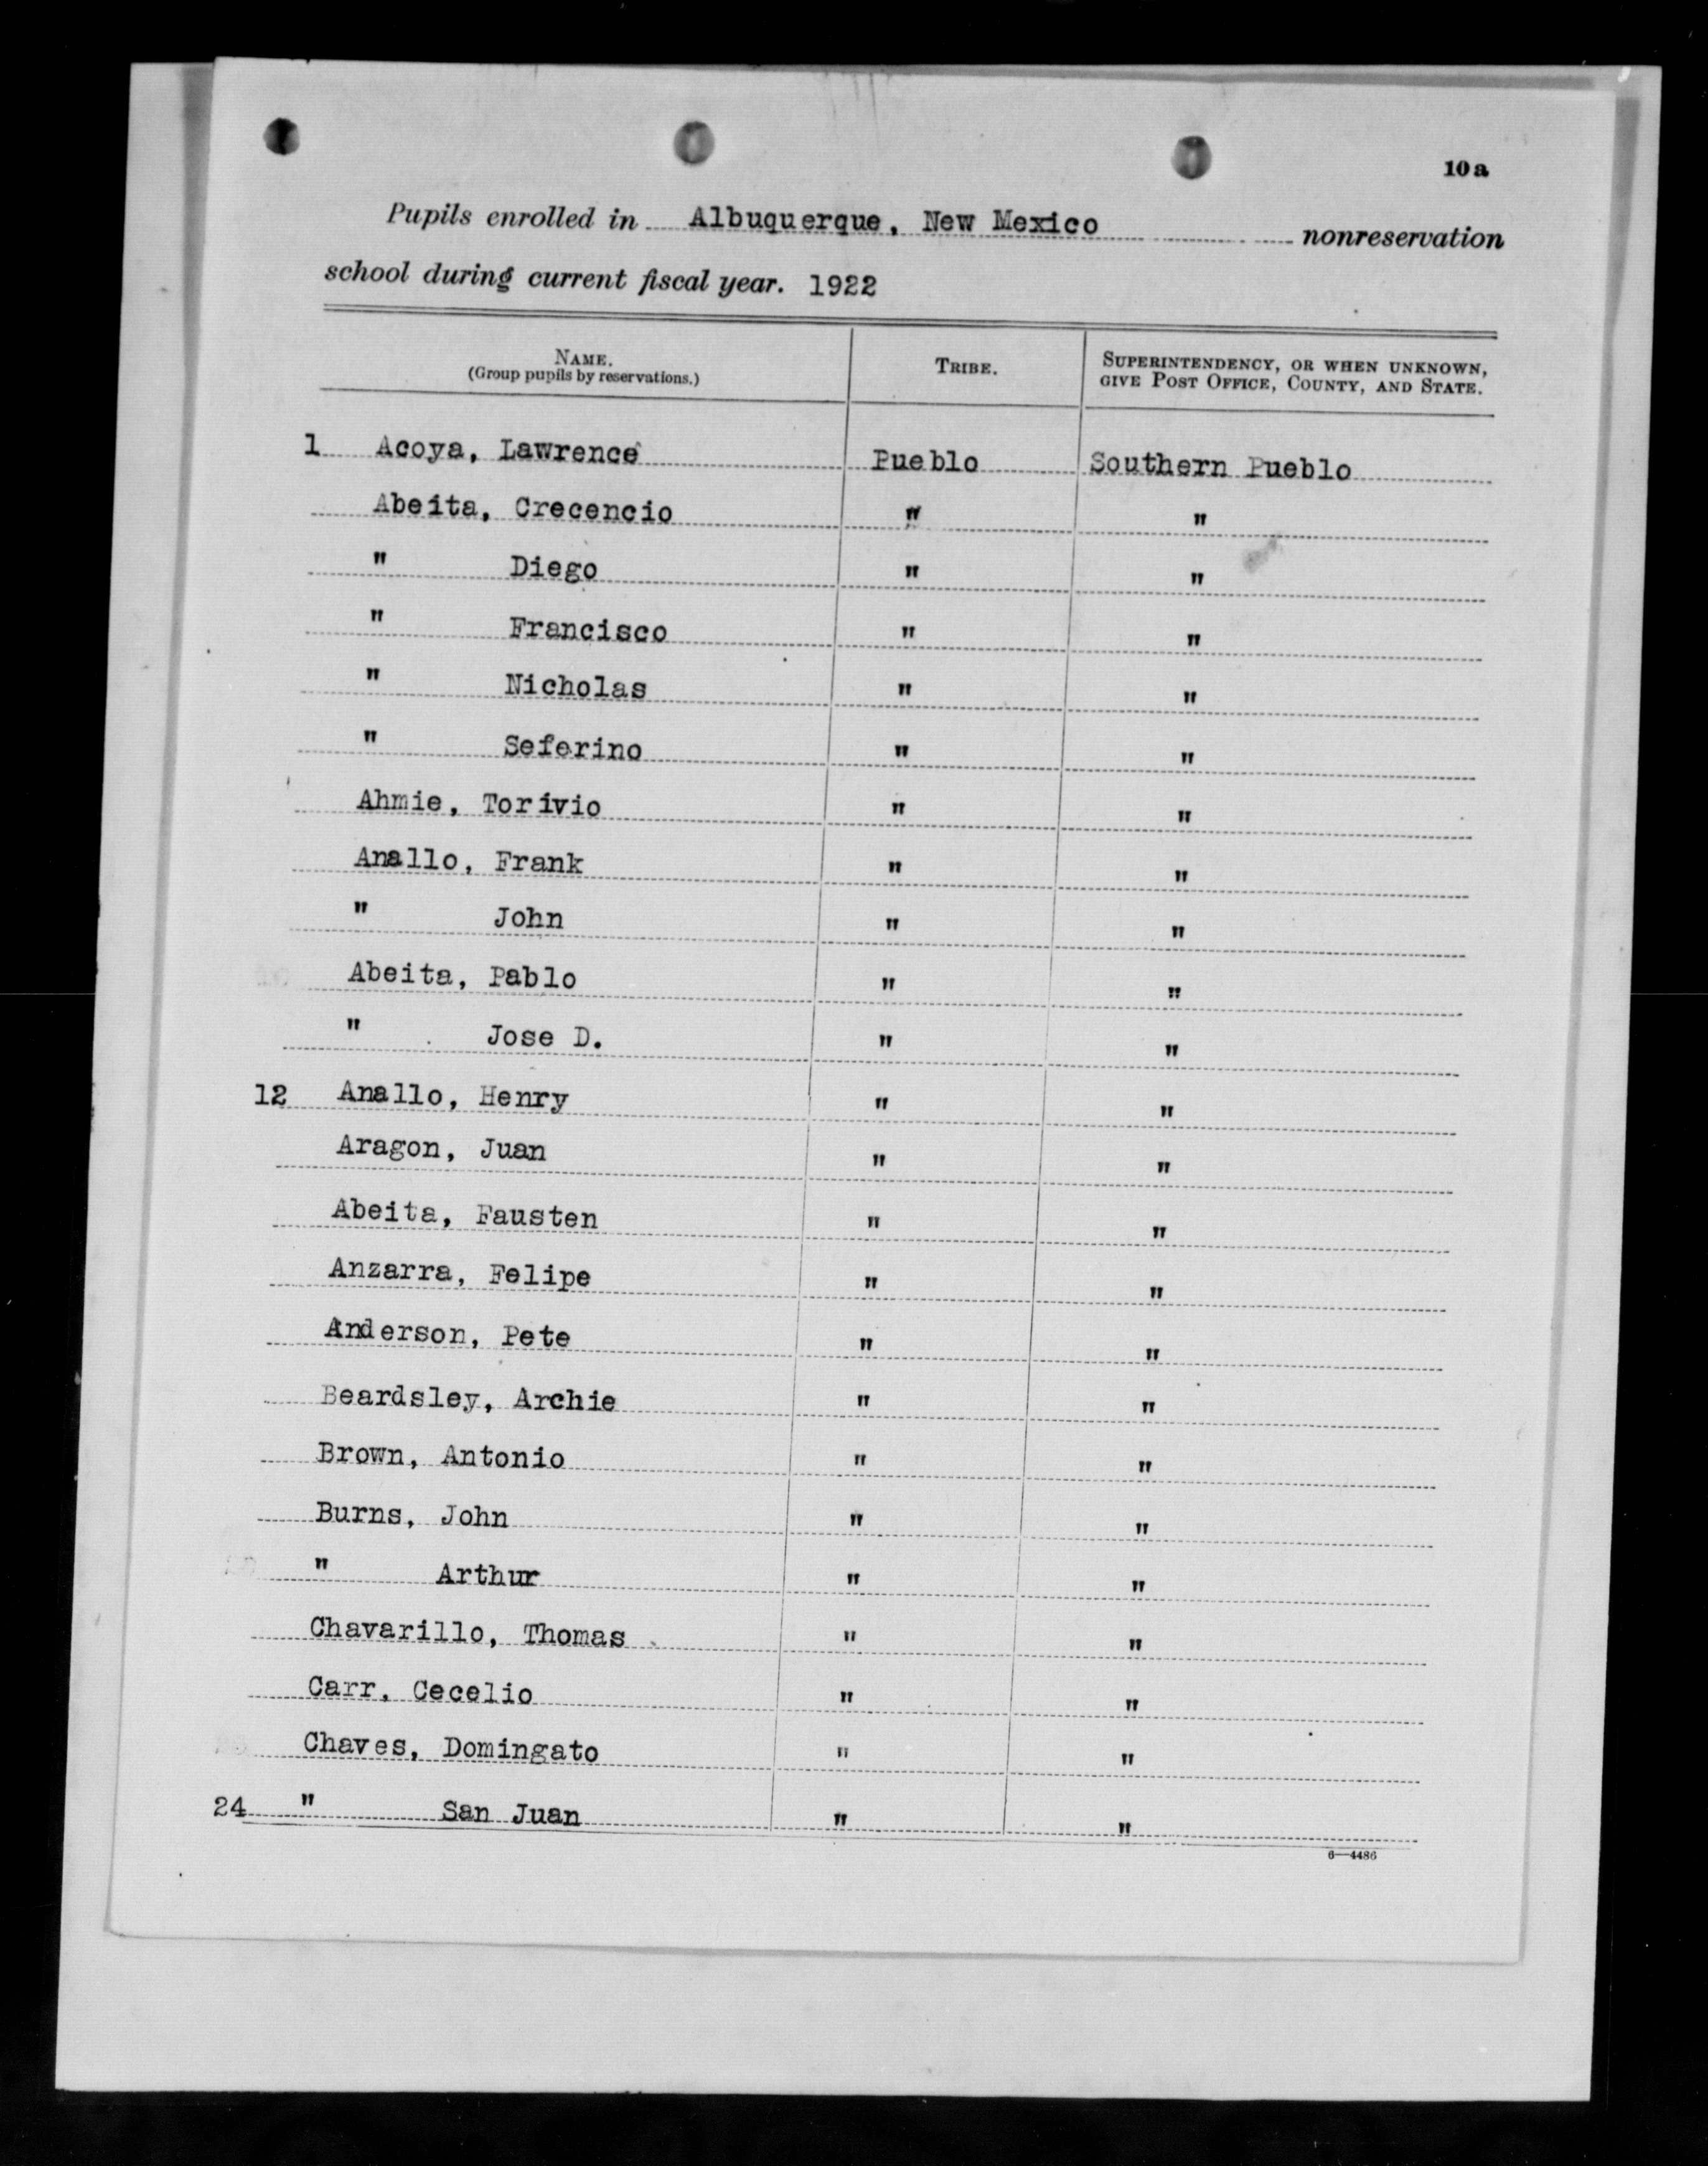 10a
Pupils enrolled in Albuquerque, New Mexico nonreservation
school during current fiscal year. 1922
NAME. TRIBE. SUPERINTENDENCY, OR WHEN UNKNOWN,
(Group pupils by reservations.) GIVE POST OFFICE, COUNTY, AND STATE.
1 Acoya, Lawrence Pueblo Southern Pueblo
Abeita, Crecencio " "
" Diego " "
" Francisco " "
" Nicholas " "
" Seferino " "
Ahmie, Torivio " "
Anallo, Frank " "
" John " "
Abeita, Pablo " "
" Jose D. " "
12 Anallo, Henry " "
Aragon, Juan " "
Abeita, Fausten " "
Anzarra, Felipe " "
Anderson, Pete " "
Beardsley, Archie " "
Brown, Antonio " "
Burns, John " "
" Arthur " "
Chavarillo, Thomas " "
Carr, Cecelio " "
Chaves, Domingato " "
24 " San Juan " "
6—4486